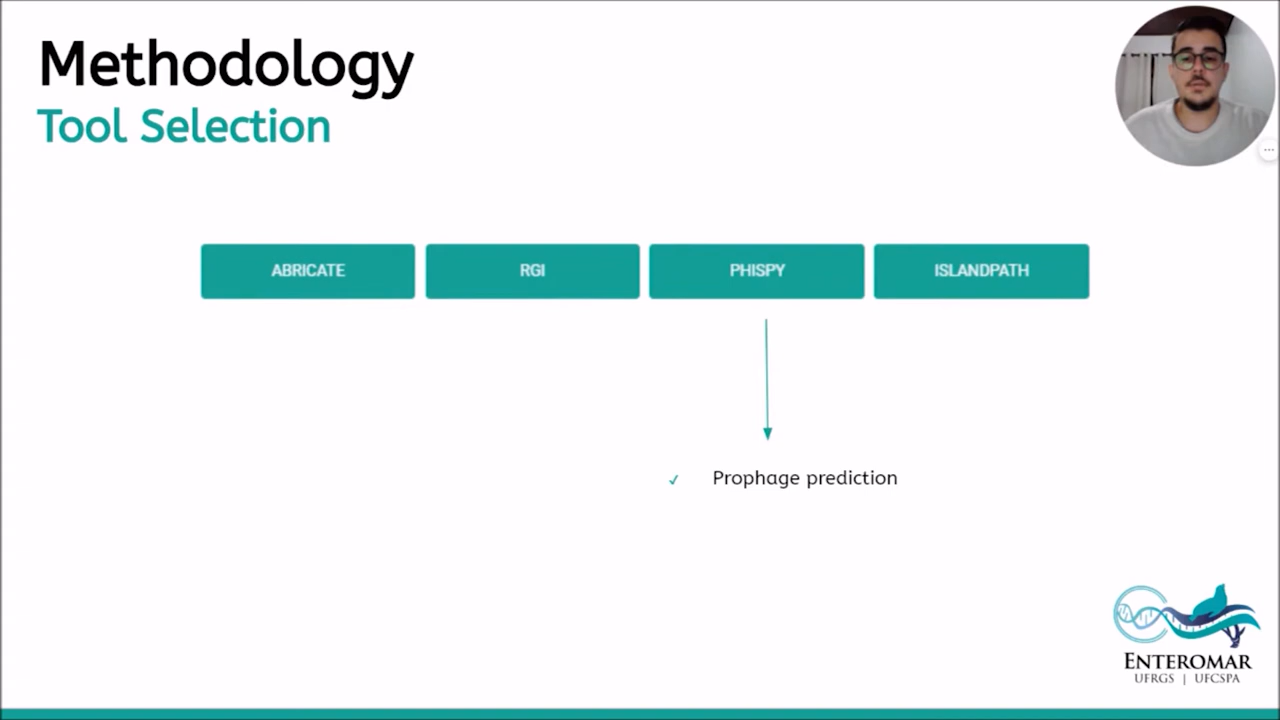 Methodology
Tool Selection
ABRICATE
RGI
PHISPY
ISLANDPATH
✓ Prophage prediction
ENTEROMAR
UFRGS | UFCSPA